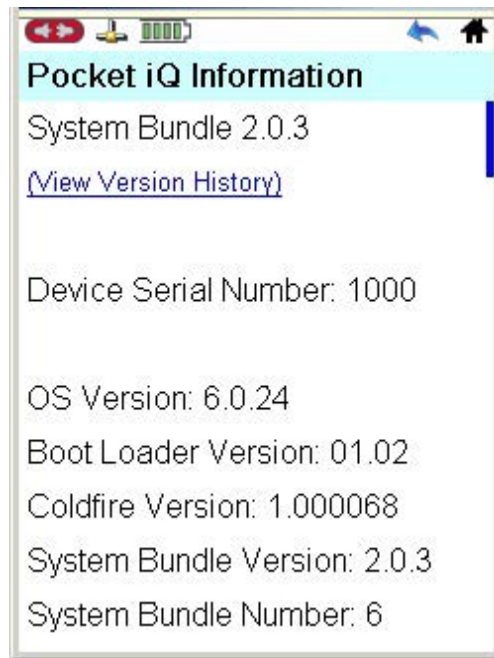 Pocket iQ Information
System Bundle 2.0.3
(View Version History)
Device Serial Number: 1000
OS Version: 6.0.24
Boot Loader Version: 01.02
Coldfire Version: 1.000068
System Bundle Version: 2.0.3
System Bundle Number: 6